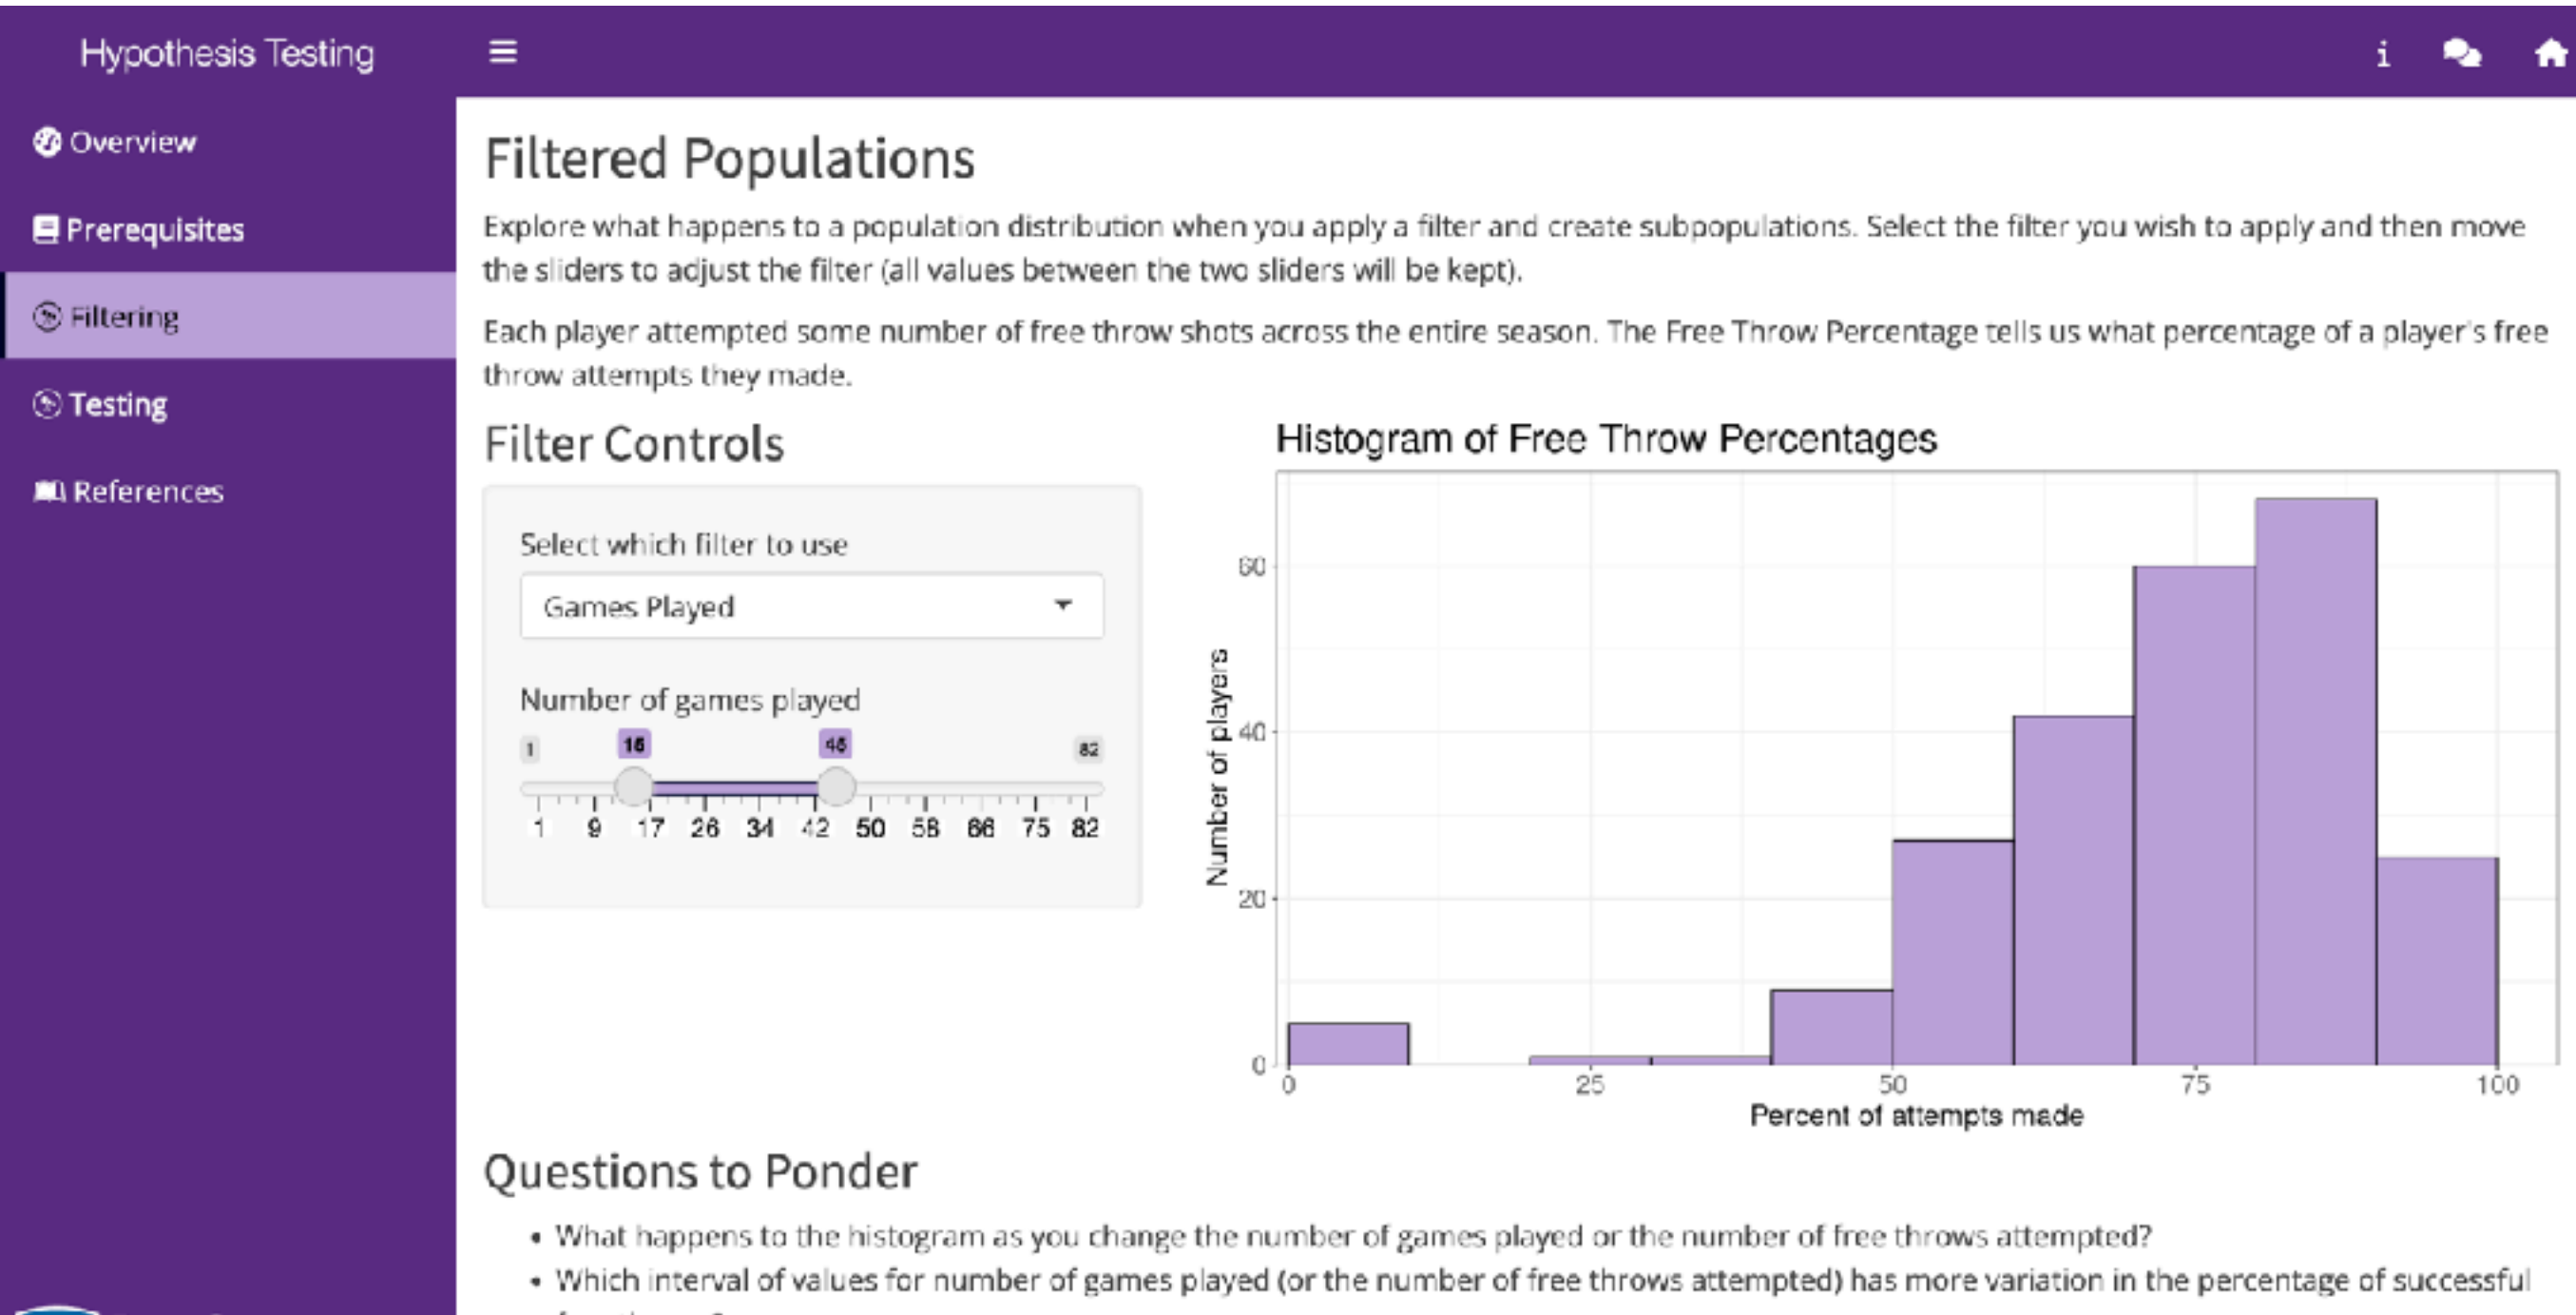 Hypothesis Testing
i
Overview
Prerequisites
Filtering
Testing
References
Filtered Populations
Explore what happens to a population distribution when you apply a filter and create subpopulations. Select the filter you wish to apply and then move
the sliders to adjust the filter (all values between the two sliders will be kept).
Each player attempted some number of free throw shots across the entire season. The Free Throw Percentage tells us what percentage of a player's free
throw attempts they made.
Filter Controls
Select which filter to use
Games Played
Number of games played
1
82
1 9 17 26 34 42 50 58 66 75 82
Histogram of Free Throw Percentages
Number of players
60
40
20
0
0 25 50 75 100
Percent of attempts made
Questions to Ponder
• What happens to the histogram as you change the number of games played or the number of free throws attempted?
• Which interval of values for number of games played (or the number of free throws attempted) has more variation in the percentage of successful